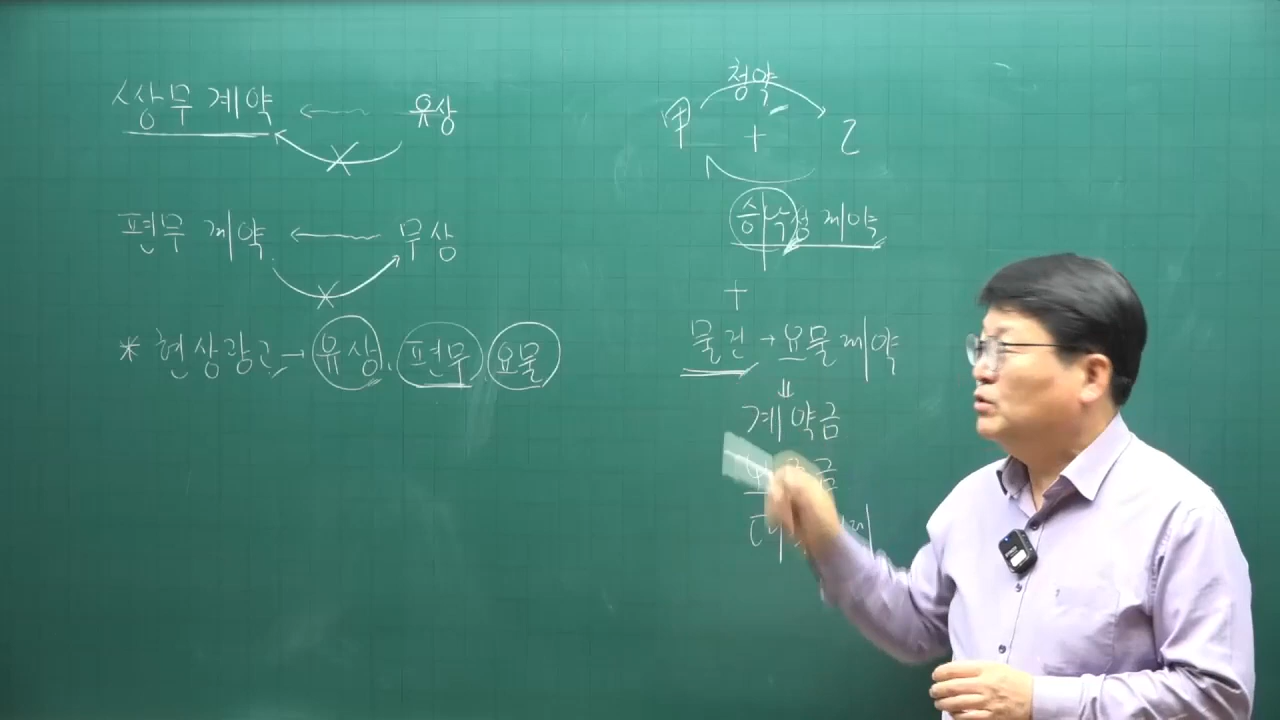 쌍무 계약 ← 유상
편무 계약 ← 무상
* 현상광고 → 유상, 편무 요물
청약
甲 + 乙
승낙 계약
+
물건 → 요물계약
⇓
계약금
금